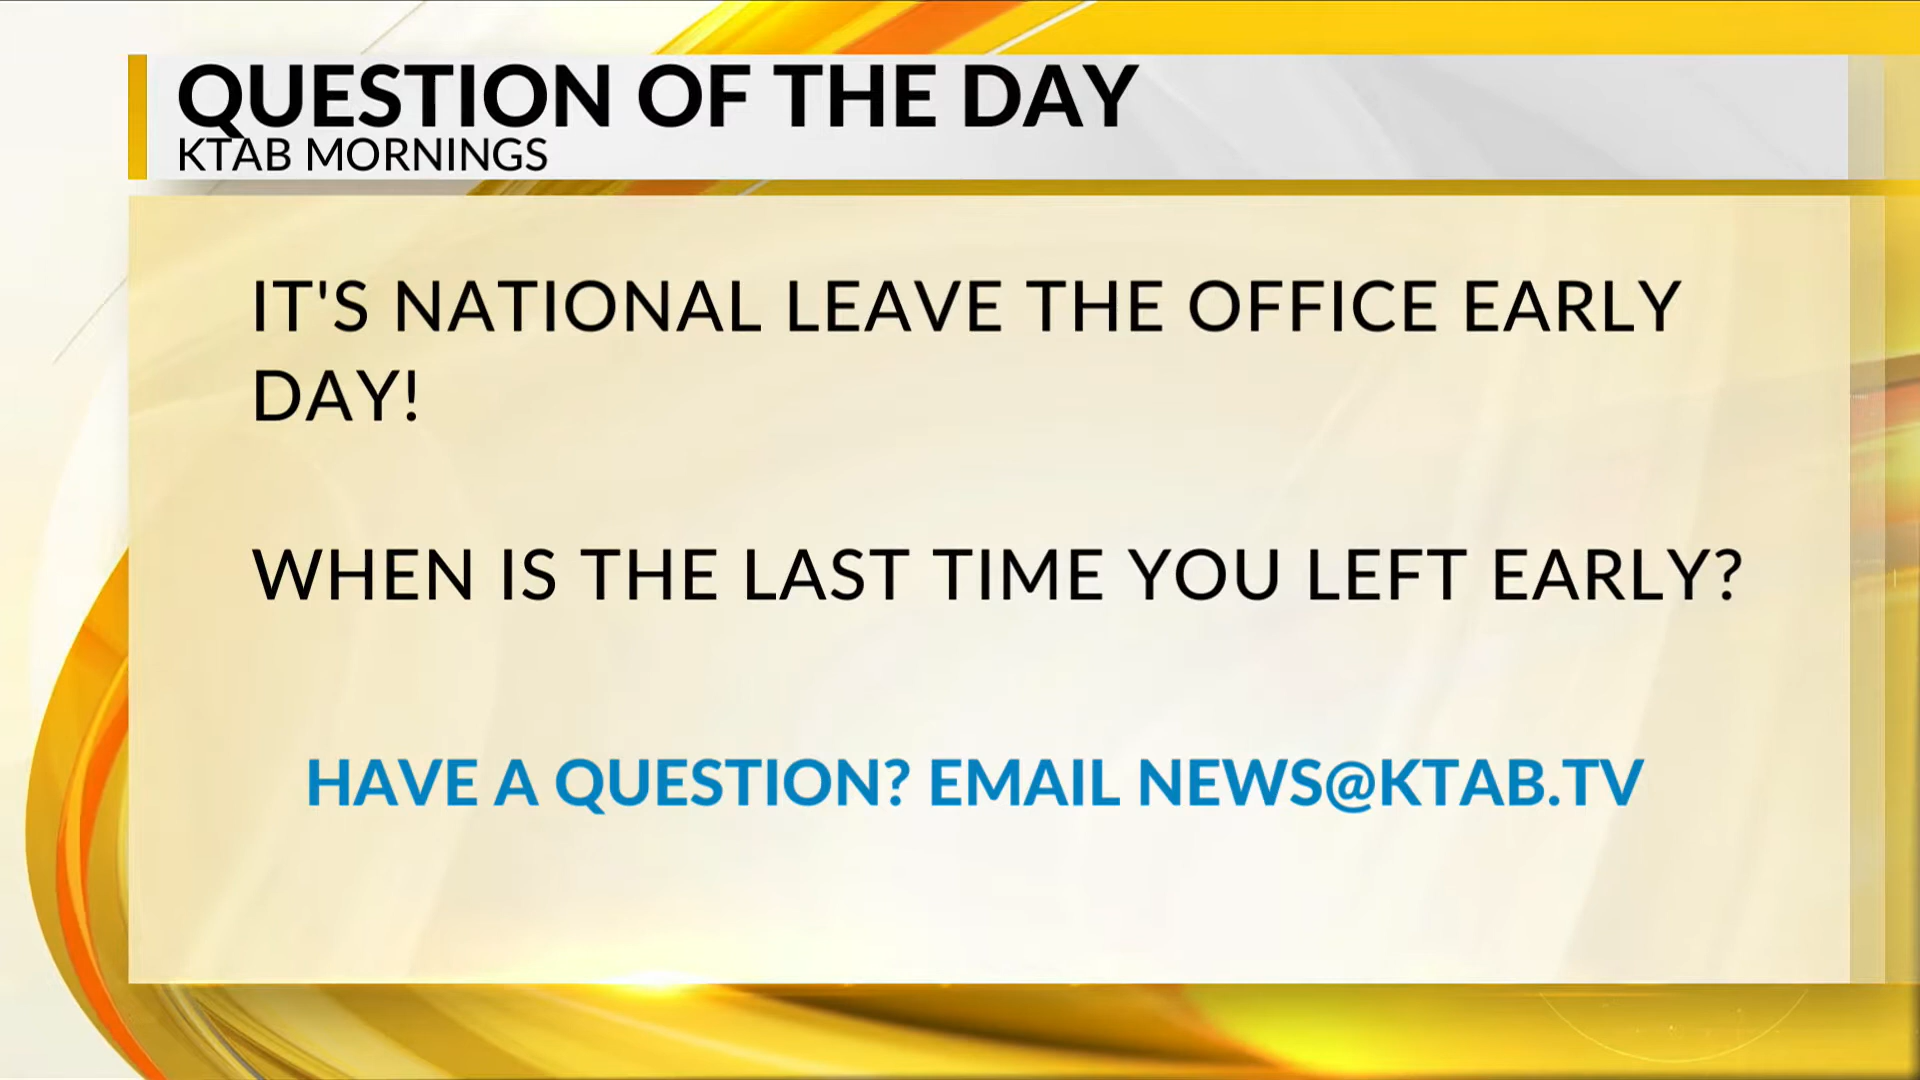 QUESTION OF THE DAY
KTAB MORNINGS
IT'S NATIONAL LEAVE THE OFFICE EARLY
DAY!
WHEN IS THE LAST TIME YOU LEFT EARLY?
HAVE A QUESTION? EMAIL NEWS@KTAB.TV